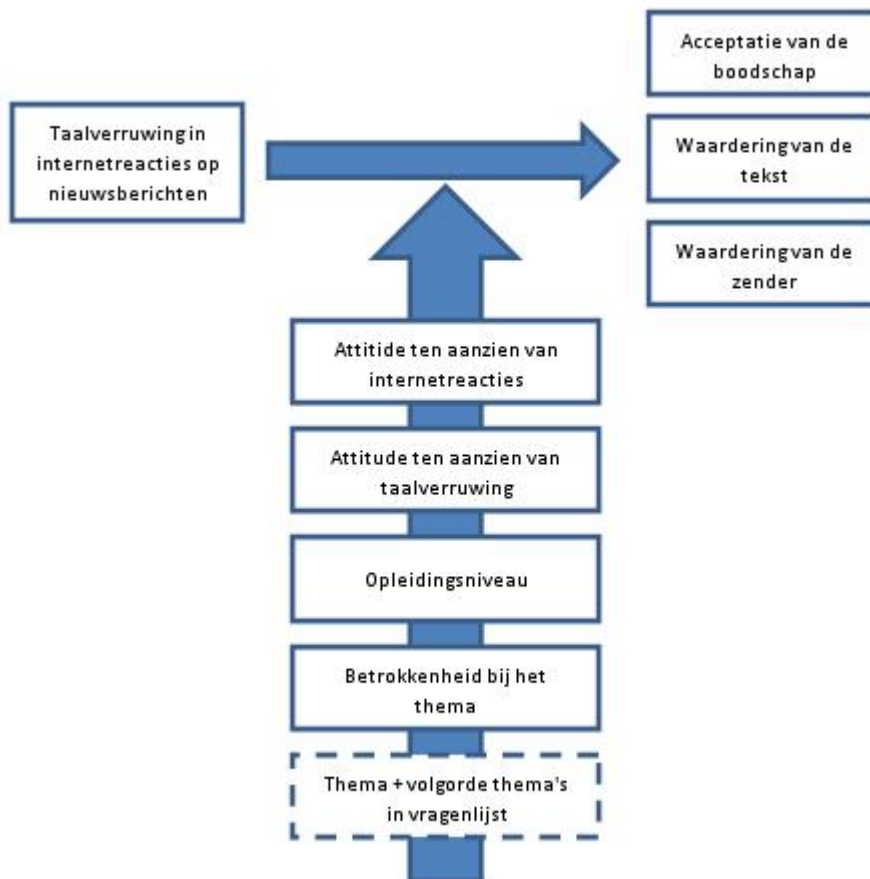 Taalverruwing in
internetreacties op
nieuwsberichten
Acceptatie van de
boodschap
Waardering van de
tekst
Waardering van de
zender
Attitide ten aanzien van
internetreacties
Attitude ten aanzien van
taalverruwing
Opleidingsniveau
Betrokkenheid bij het
thema
Thema + volgorde thema's
in vragenlijst